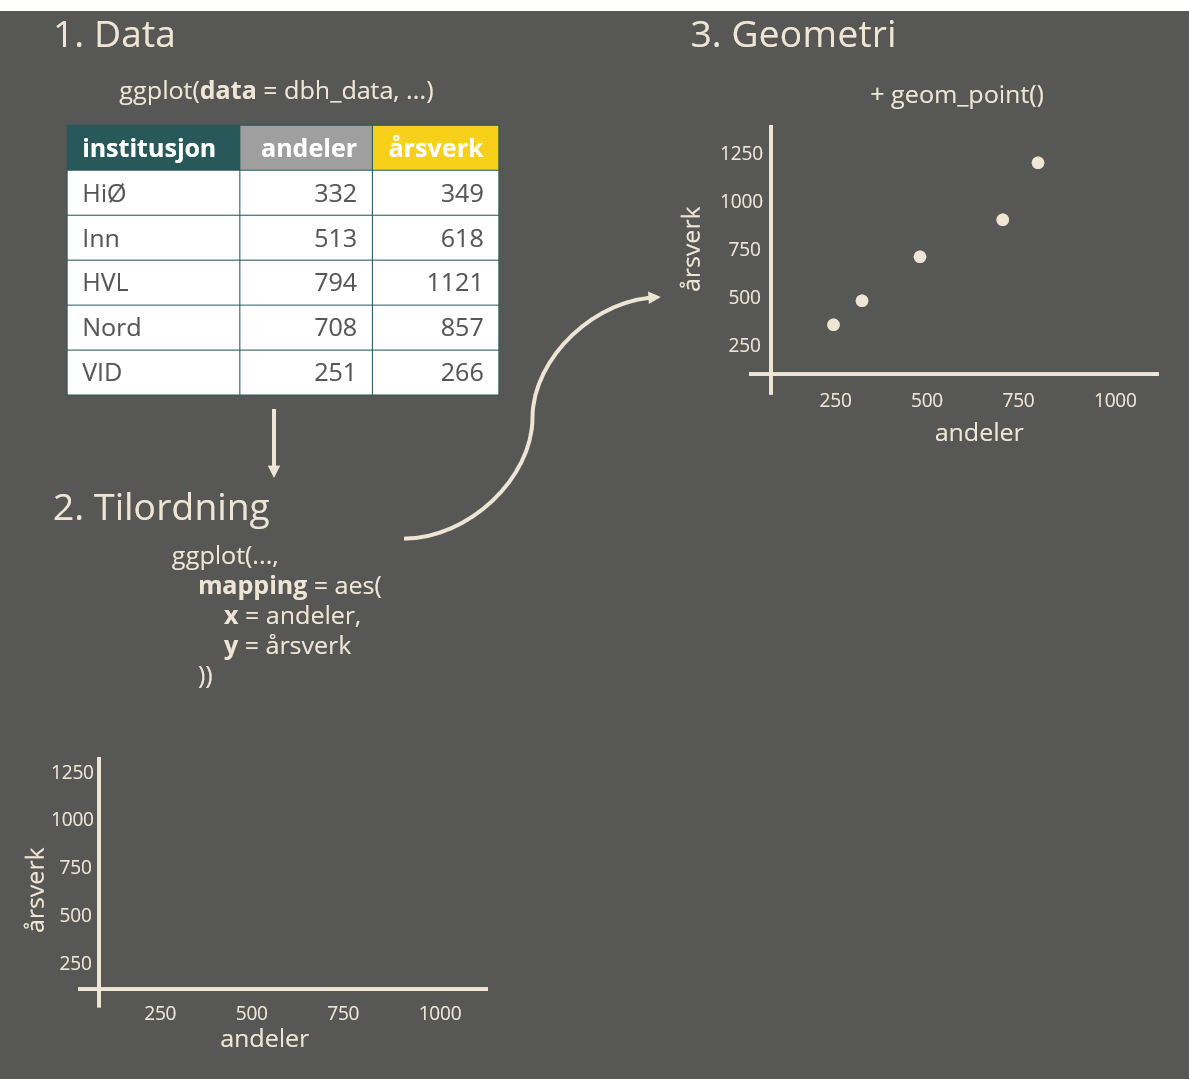 1. Data
ggplot(data = dbh_data, ...)
institusjon andeler årsverk
HiØ 332 349
Inn 513 618
HVL 794 1121
Nord 708 857
VID 251 266
2. Tilordning
ggplot(...,
mapping = aes(
x = andeler,
y = årsverk
))
1250
1000
750
500
250
årsverk
250 500 750 1000
andeler
3. Geometri
+ geom_point()
1250
1000
750
500
250
årsverk
250 500 750 1000
andeler